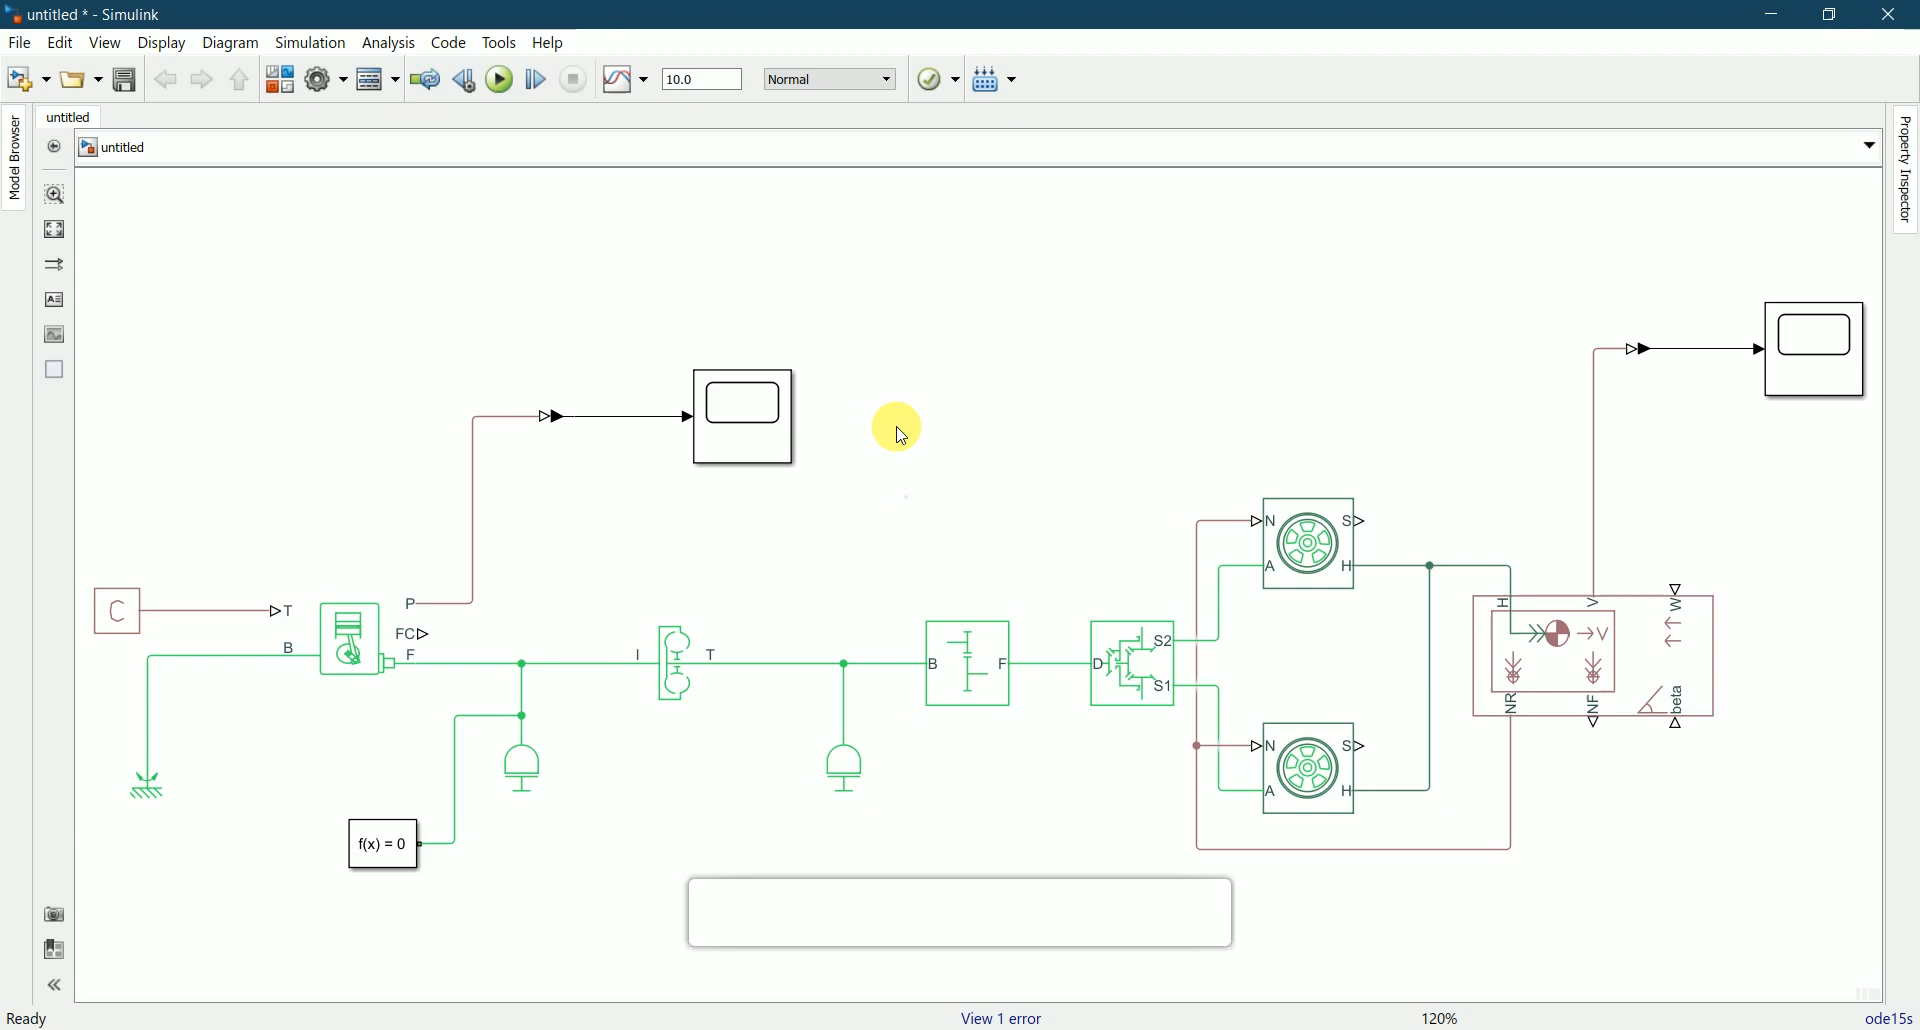 untitled * - Simulink
File Edit View Display Diagram Simulation Analysis Code Tools Help
10.0 Normal
Model Browser
untitled
untitled
Property Inspector
N S
A H
C T
P
FC
F
B
I T
B F
D S2
S1
H V W
V
NR NF beta
N S
A H
f(x) = 0
Ready View 1 error 120% ode15s